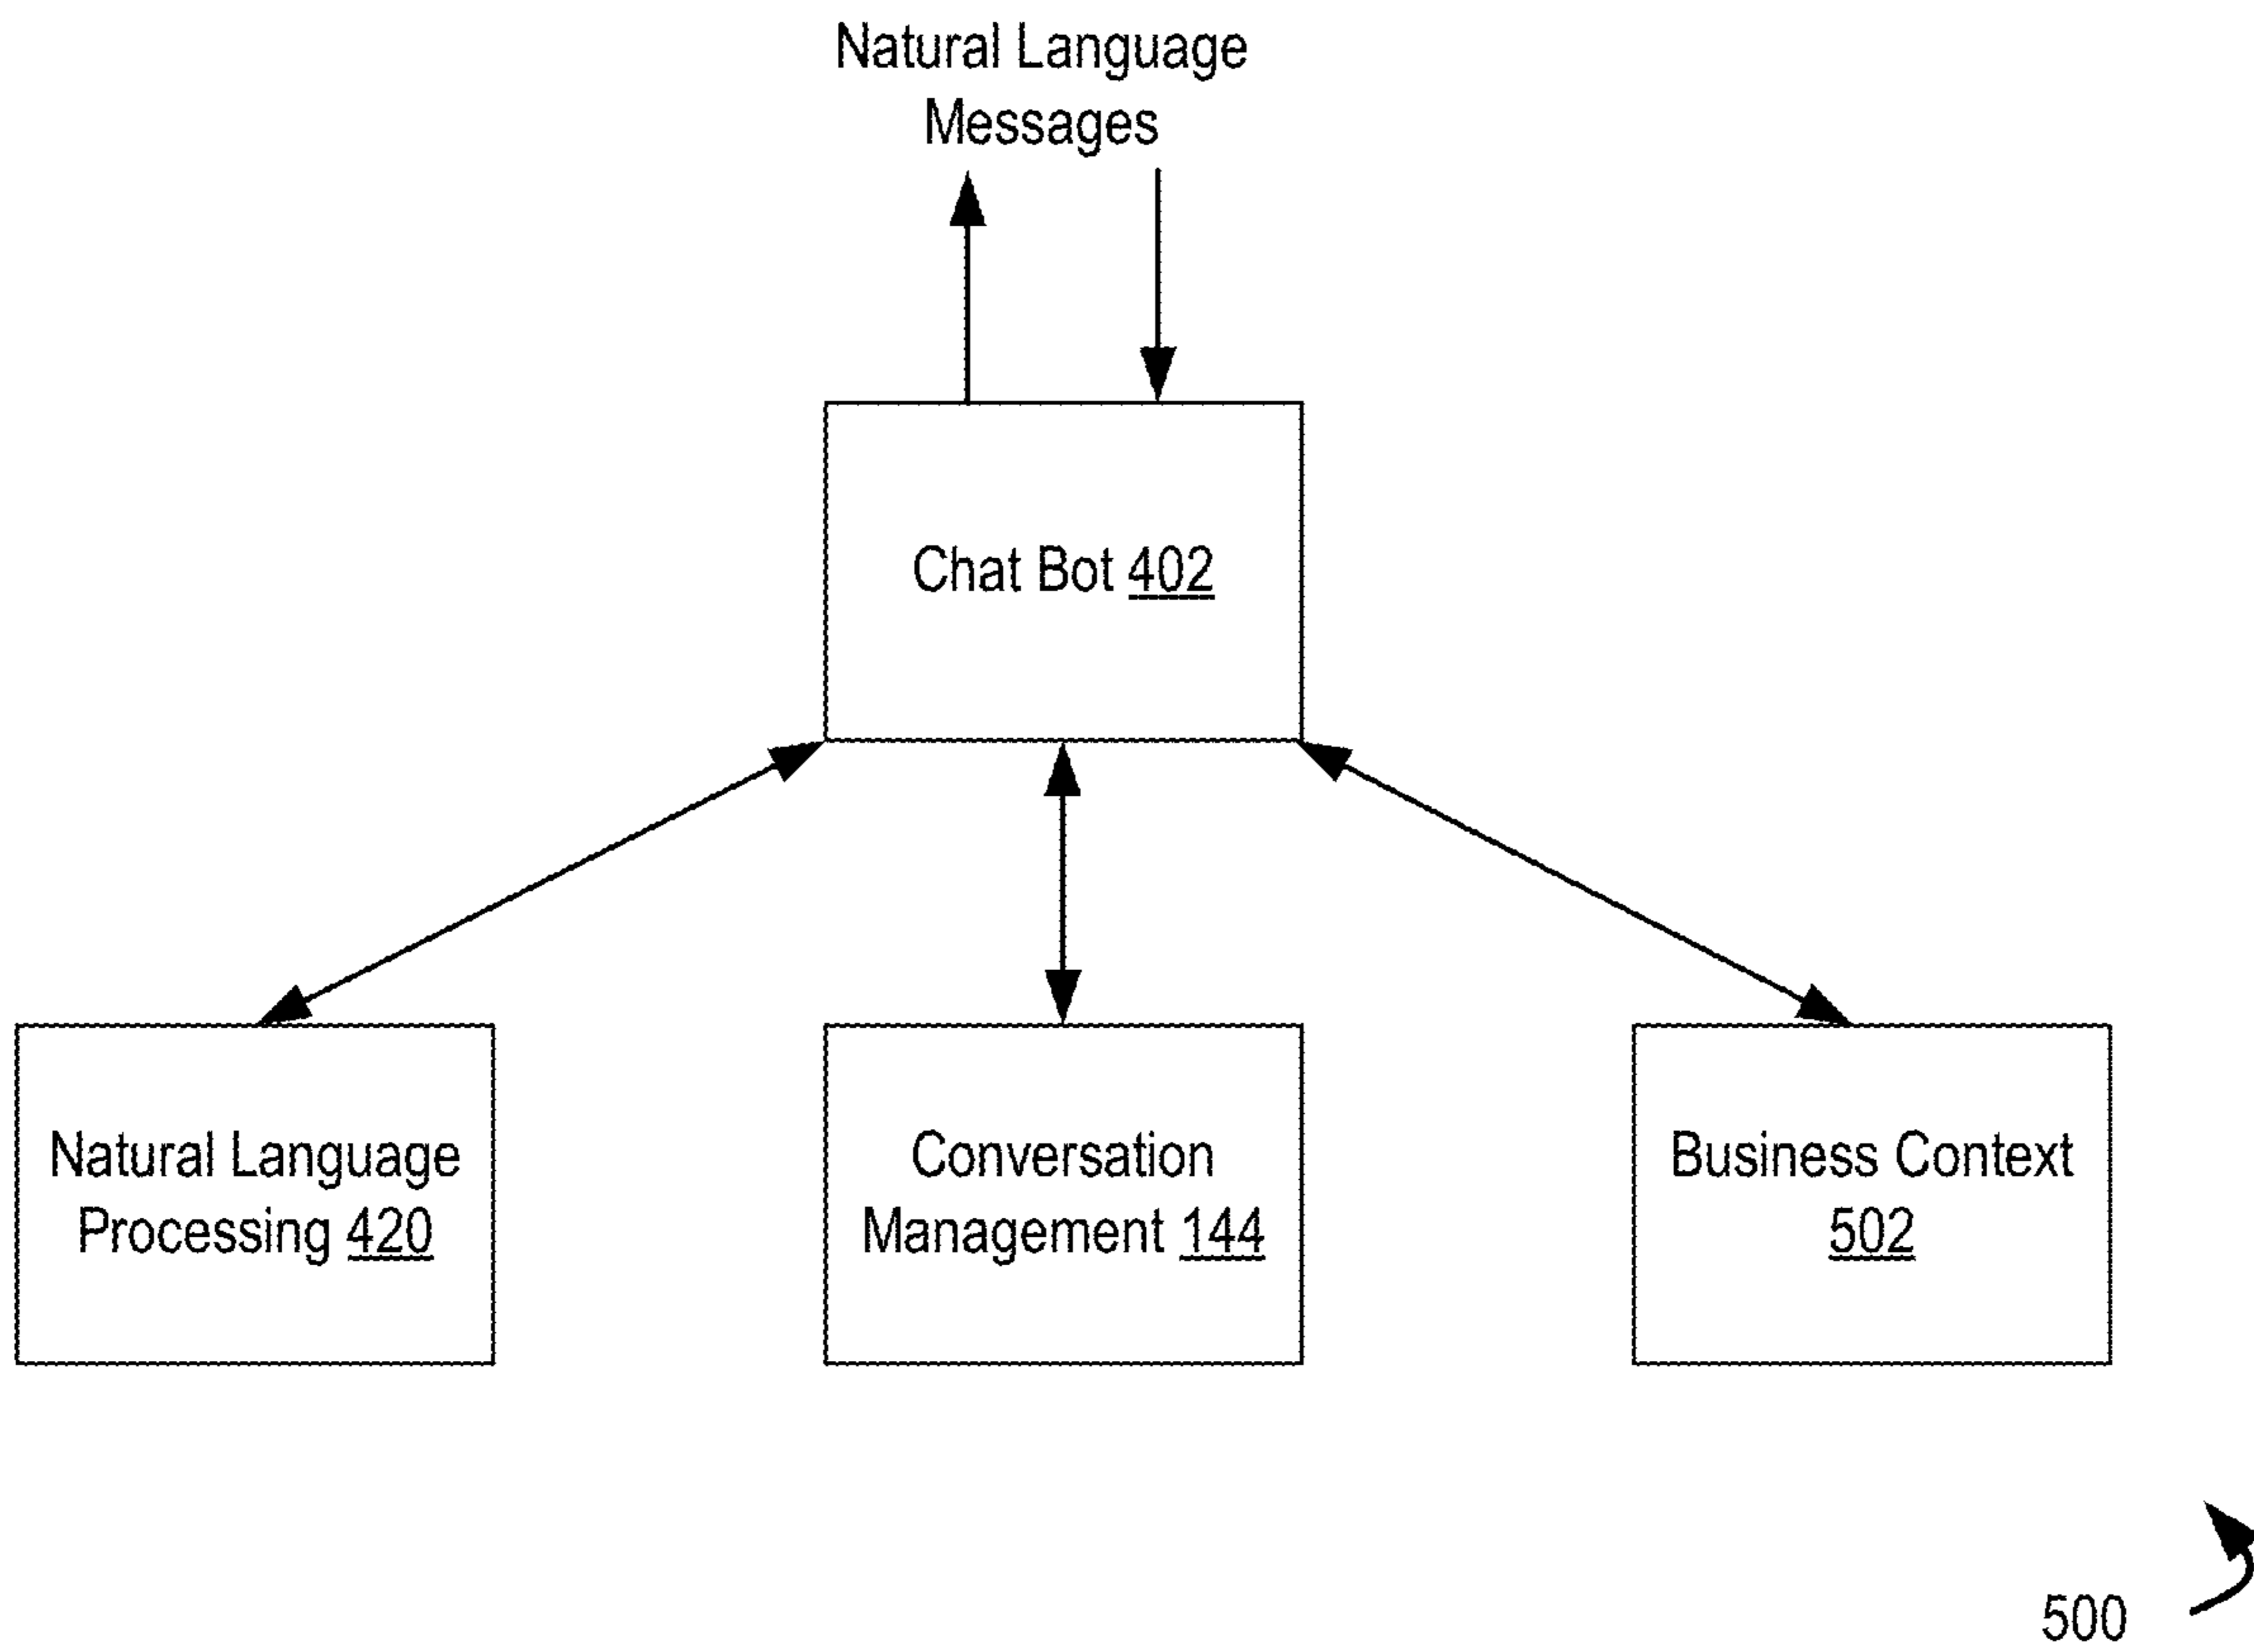 Natural Language
Messages
Chat Bot 402
Natural Language
Processing 420
Conversation
Management 144
Business Context
502
500